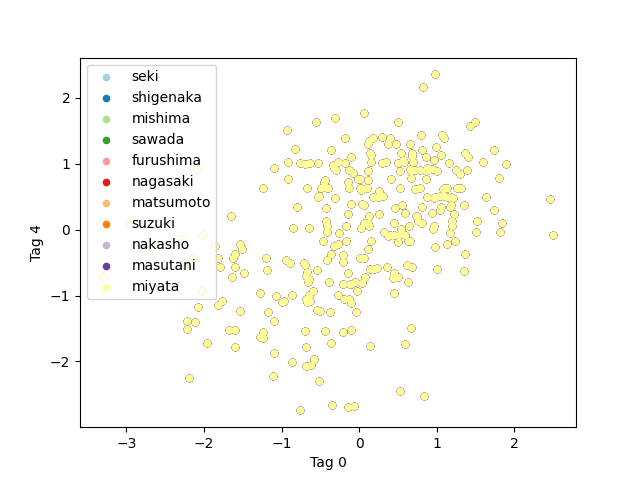 seki
shigenaka
mishima
sawada
furushima
nagasaki
matsumoto
suzuki
nakasho
masutani
miyata
2
1
0
−1
−2
Tag 4
−3 −2 −1 0 1 2
Tag 0